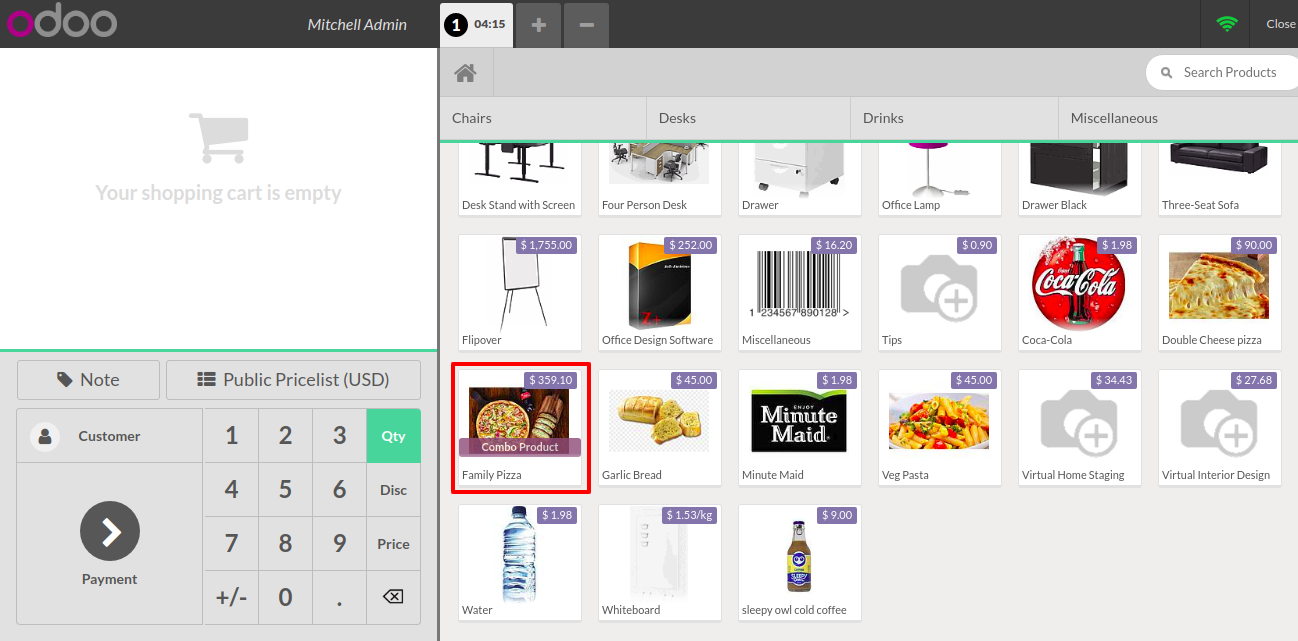 odoo
Mitchell Admin
1 04:15
+
−
Close
Search Products
Chairs
Desks
Drinks
Miscellaneous
Your shopping cart is empty
Desk Stand with Screen
Four Person Desk
Drawer
Office Lamp
Drawer Black
Three-Seat Sofa
$ 1,755.00
Flipover
$ 252.00
Office Design Software
$ 16.20
1 234567 890128 >
Miscellaneous
$ 0.90
Tips
$ 1.98
Coca-Cola
Coca-Cola
$ 90.00
Double Cheese pizza
$ 359.10
Combo Product
Family Pizza
$ 45.00
Garlic Bread
$ 1.98
ENJOY
Minute
Maid
Minute Maid
$ 45.00
Veg Pasta
$ 34.43
Virtual Home Staging
$ 27.68
Virtual Interior Design
$ 1.98
Water
$ 1.53/kg
Whiteboard
$ 9.00
SLEEPY
sleepy owl cold coffee
Note
Public Pricelist (USD)
Customer
1 2 3 Qty
4 5 6 Disc
7 8 9 Price
+/- 0 .
Payment